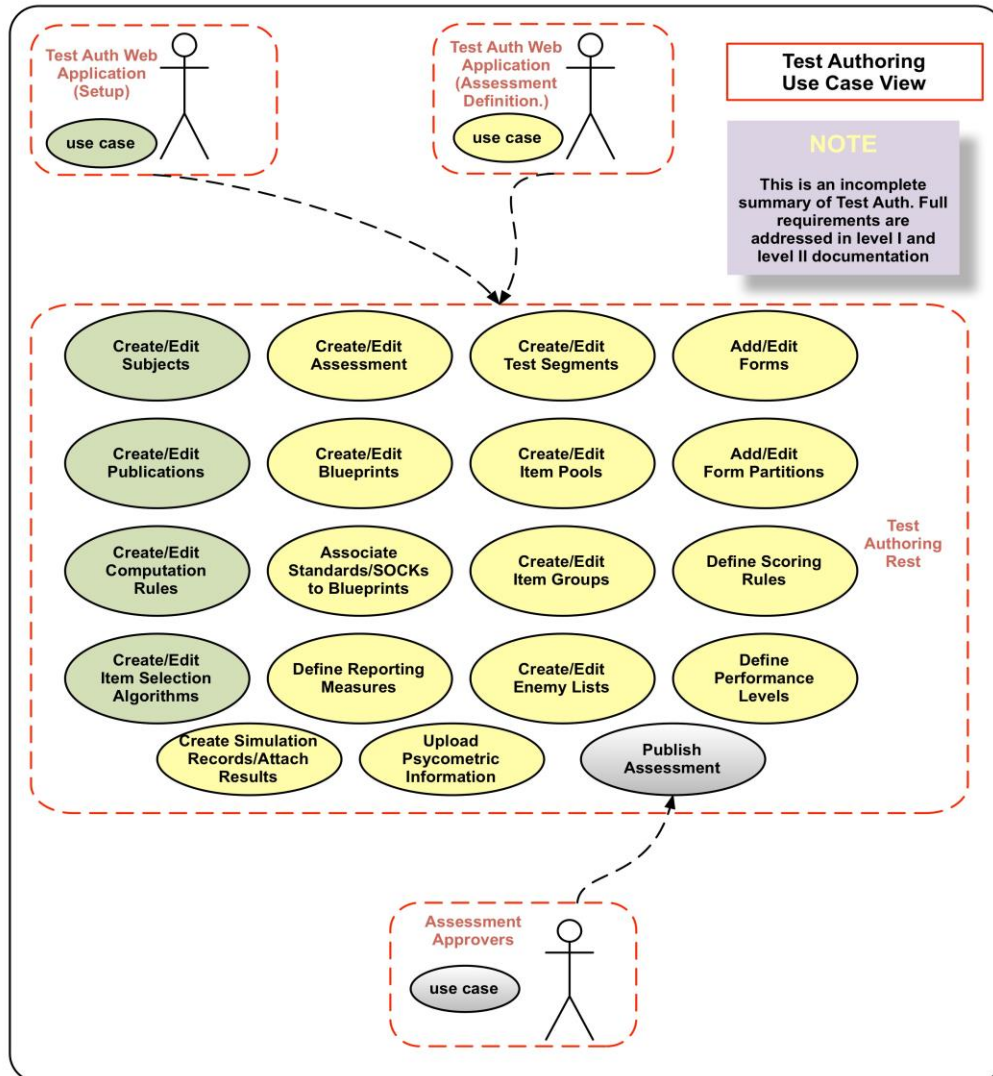 Test Auth Web
Application
(Setup)
use case
Test Auth Web
Application
(Assessment
Definition.)
use case
Test Authoring
Use Case View
NOTE
This is an incomplete
summary of Test Auth. Full
requirements are
addressed in level I and
level II documentation
Create/Edit
Subjects
Create/Edit
Assessment
Create/Edit
Test Segments
Add/Edit
Forms
Create/Edit
Publications
Create/Edit
Blueprints
Create/Edit
Item Pools
Add/Edit
Form Partitions
Create/Edit
Computation
Rules
Associate
Standards/SOCKs
to Blueprints
Create/Edit
Item Groups
Define Scoring
Rules
Test
Authoring
Rest
Create/Edit
Item Selection
Algorithms
Define Reporting
Measures
Create/Edit
Enemy Lists
Define
Performance
Levels
Create Simulation
Records/Attach
Results
Upload
Psycometric
Information
Publish
Assessment
Assessment
Approvers
use case